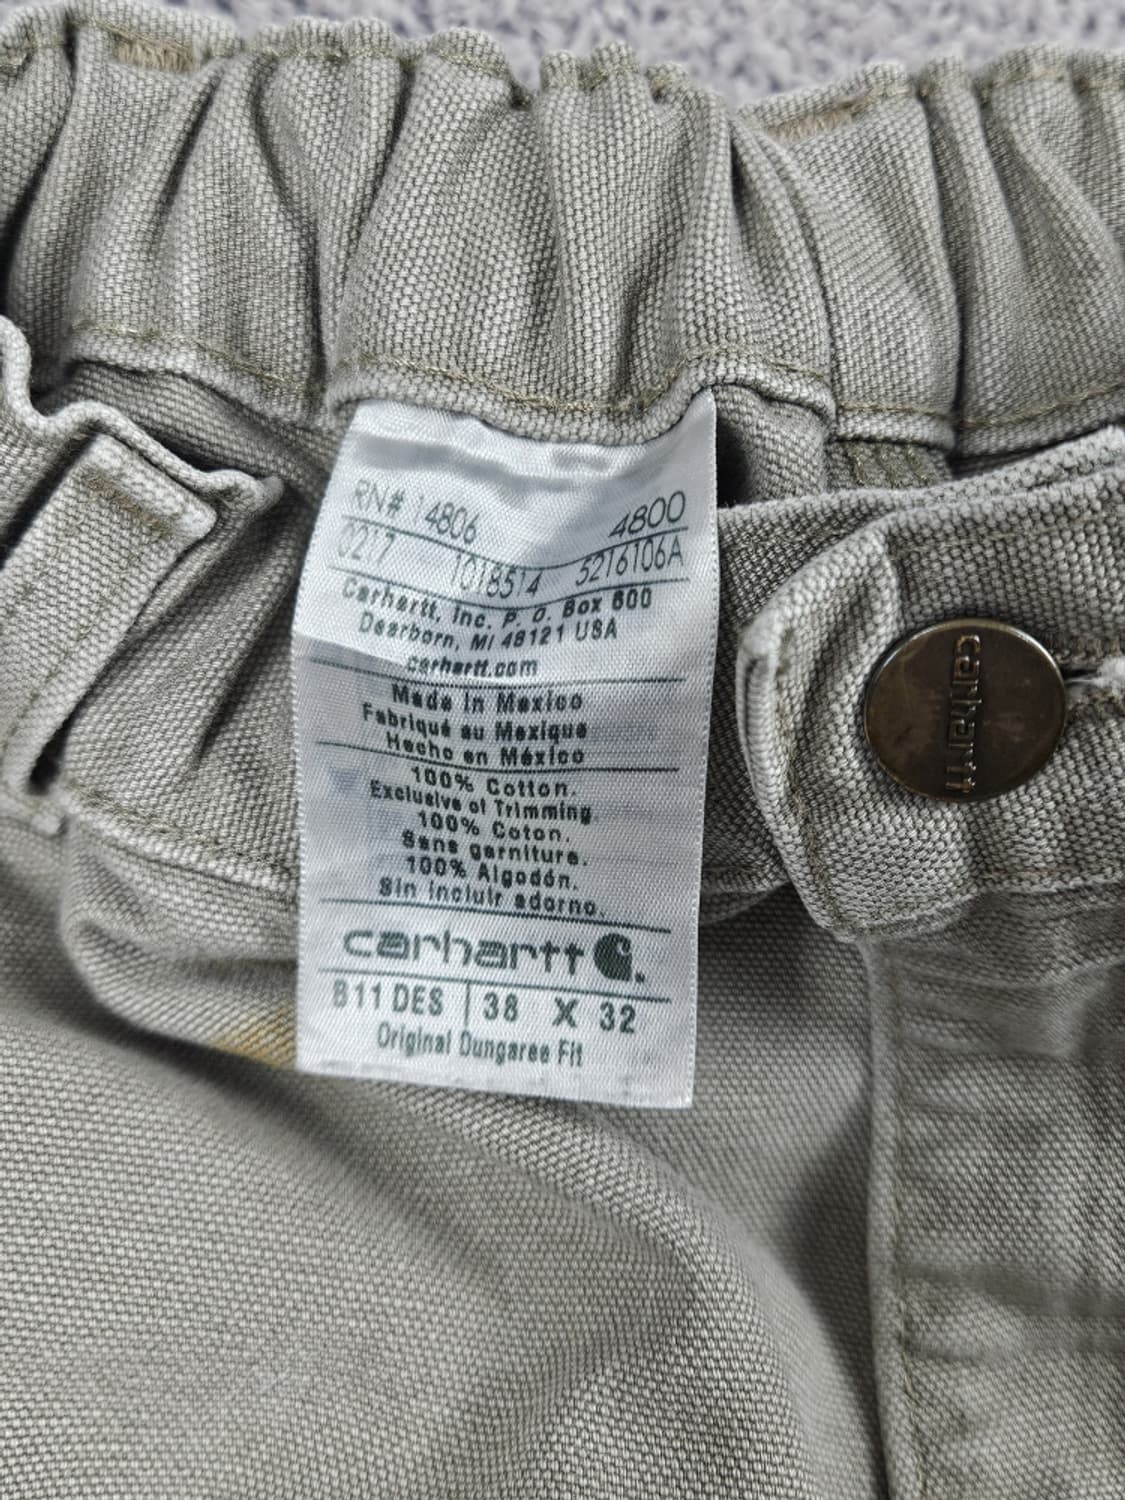 RN# 14806 4800
0217 1018514 5216106A
Carhartt, Inc. P. O. Box 600
Dearborn, MI 48121 USA
carhartt.com
Made in Mexico
Fabriqué au Mexique
Hecho en México
100% Cotton.
Exclusive of Trimming
100% Coton.
Sans garniture.
100% Algodón.
Sin incluir adorno.
carhartt
B11 DES | 38 X 32
Original Dungaree Fit
carhartt